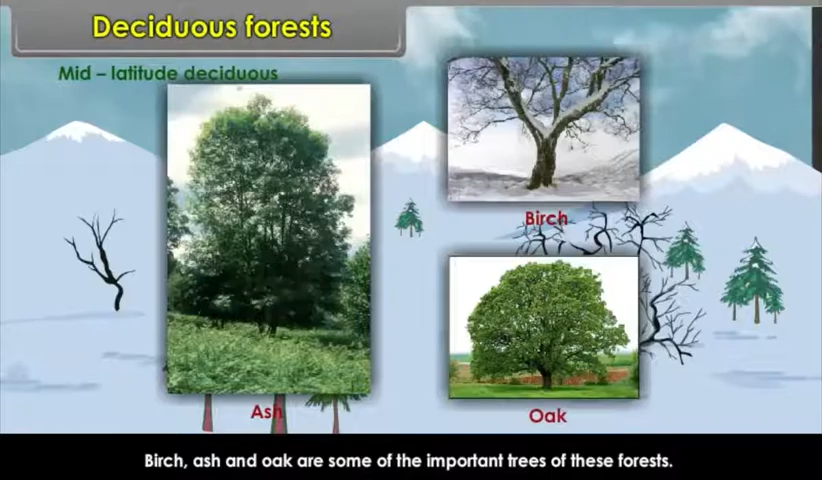 Deciduous forests
Mid – latitude deciduous
Birch
Ash
Oak
Birch, ash and oak are some of the important trees of these forests.